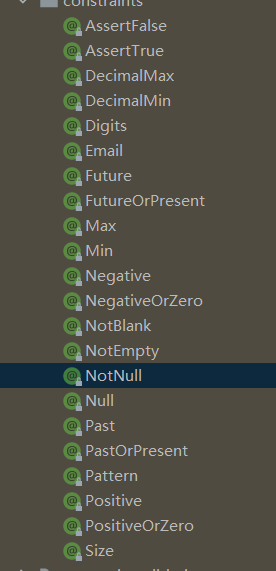 constraints
AssertFalse
AssertTrue
DecimalMax
DecimalMin
Digits
Email
Future
FutureOrPresent
Max
Min
Negative
NegativeOrZero
NotBlank
NotEmpty
NotNull
Null
Past
PastOrPresent
Pattern
Positive
PositiveOrZero
Size